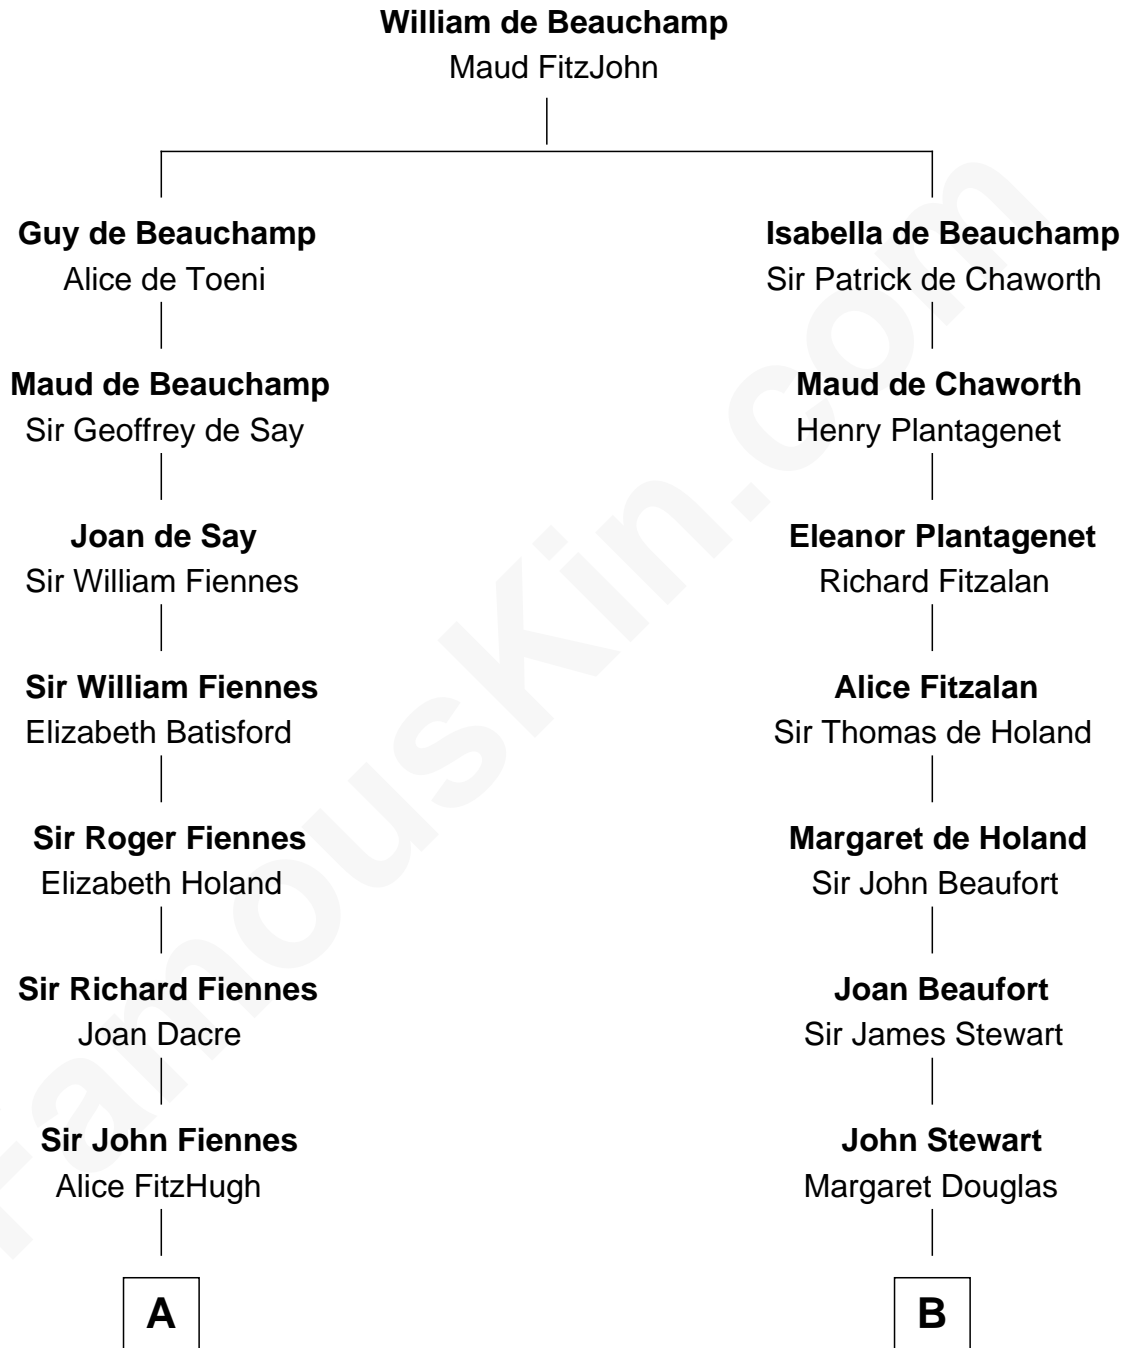 William de Beauchamp
Maud FitzJohn
Guy de Beauchamp
Alice de Toeni
Isabella de Beauchamp
Sir Patrick de Chaworth
Maud de Beauchamp
Sir Geoffrey de Say
Maud de Chaworth
Henry Plantagenet
Joan de Say
Sir William Fiennes
Eleanor Plantagenet
Richard Fitzalan
Sir William Fiennes
Elizabeth Batisford
Alice Fitzalan
Sir Thomas de Holand
Sir Roger Fiennes
Elizabeth Holand
Margaret de Holand
Sir John Beaufort
Sir Richard Fiennes
Joan Dacre
Joan Beaufort
Sir James Stewart
Sir John Fiennes
Alice FitzHugh
John Stewart
Margaret Douglas
A
B
FamousKin.com